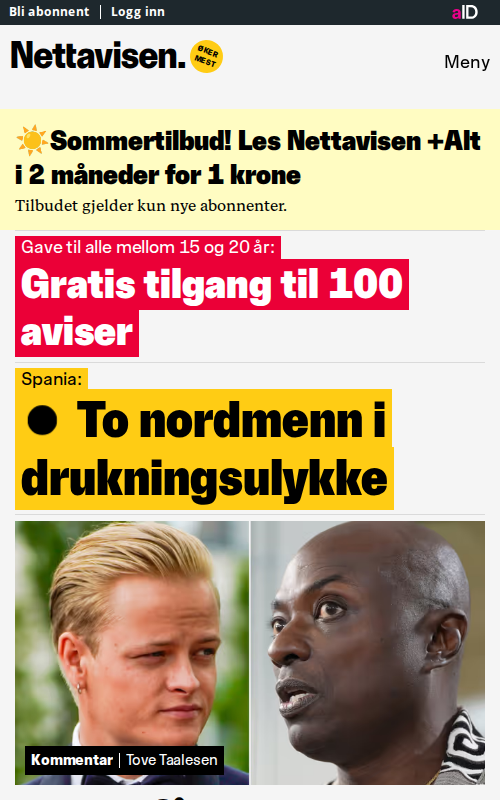 Bli abonnent | Logg inn
aID
Nettavisen.
ØKER
MEST
Meny
☀️Sommertilbud! Les Nettavisen +Alt
i 2 måneder for 1 krone
Tilbudet gjelder kun nye abonnenter.
Gave til alle mellom 15 og 20 år:
Gratis tilgang til 100
aviser
Spania:
● To nordmenn i
drukningsulykke
Kommentar | Tove Taalesen